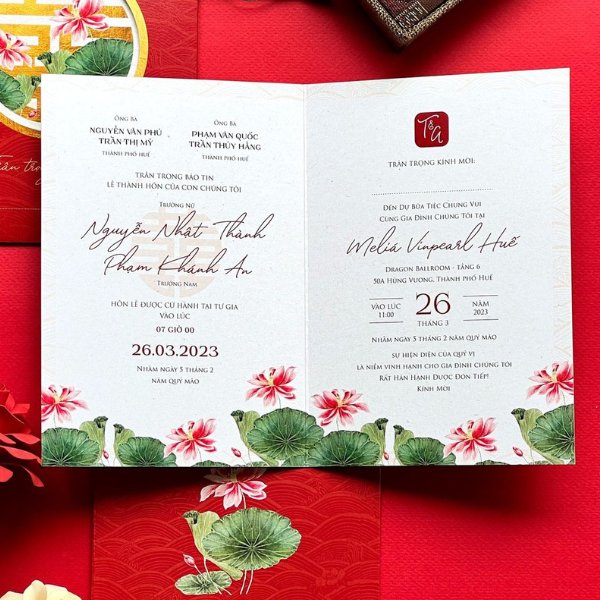 Ông Bà
Nguyễn Văn Phú
Trần Thị Mỹ
Thành phố Huế
Ông Bà
Phạm Văn Quốc
Trần Thúy Hằng
Thành phố Huế
Trân trọng báo tin
Lễ thành hôn của con chúng tôi
Trưởng Nữ
Nguyễn Nhật Thành
Phạm Khánh An
Trưởng Nam
Hôn lễ được cử hành tại tư gia
vào lúc
07 giờ 00
26.03.2023
Nhằm ngày 5 tháng 2
năm Quý Mão
T&A
Trân trọng kính mời:
Đến dự bữa tiệc chung vui
cùng gia đình chúng tôi tại
Meliá Vinpearl Huế
Dragon Ballroom - Tầng 6
50A Hùng Vương, Thành phố Huế
Vào lúc
11:00
26
Tháng 3
Năm
2023
Nhằm ngày 5 tháng 2 năm Quý Mão
Sự hiện diện của quý vị
là niềm vinh hạnh cho gia đình chúng tôi
Rất hân hạnh được đón tiếp!
Kính mời